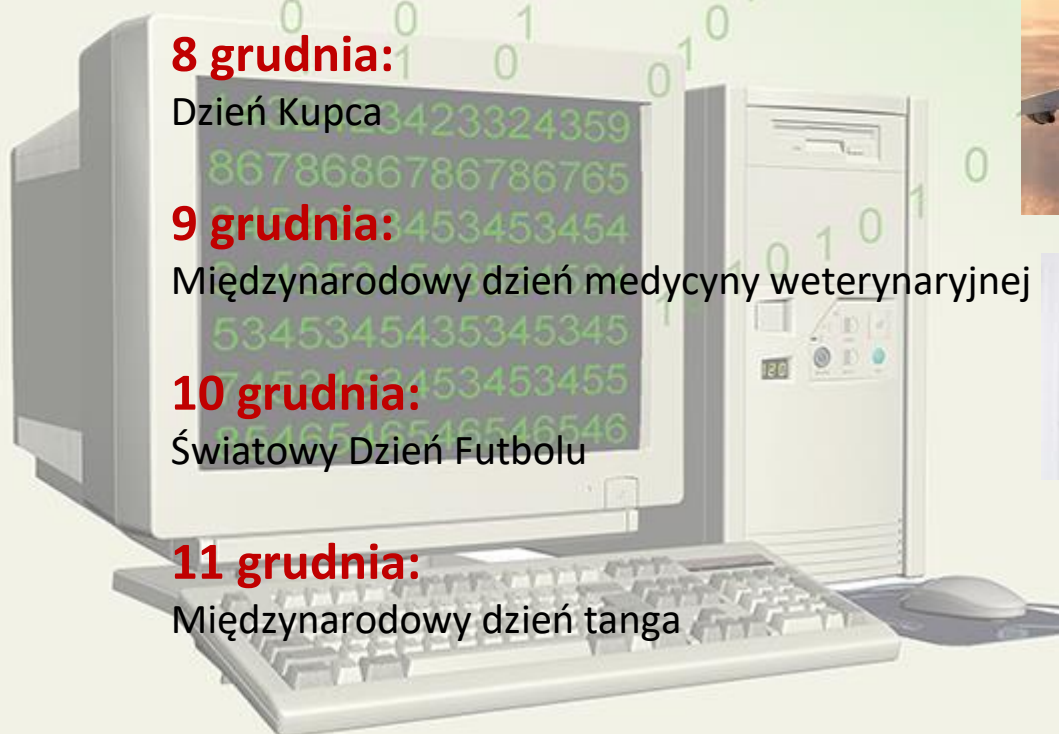 8 grudnia:
Dzień Kupca
9 grudnia:
Międzynarodowy dzień medycyny weterynaryjnej
10 grudnia:
Światowy Dzień Futbolu
11 grudnia:
Międzynarodowy dzień tanga